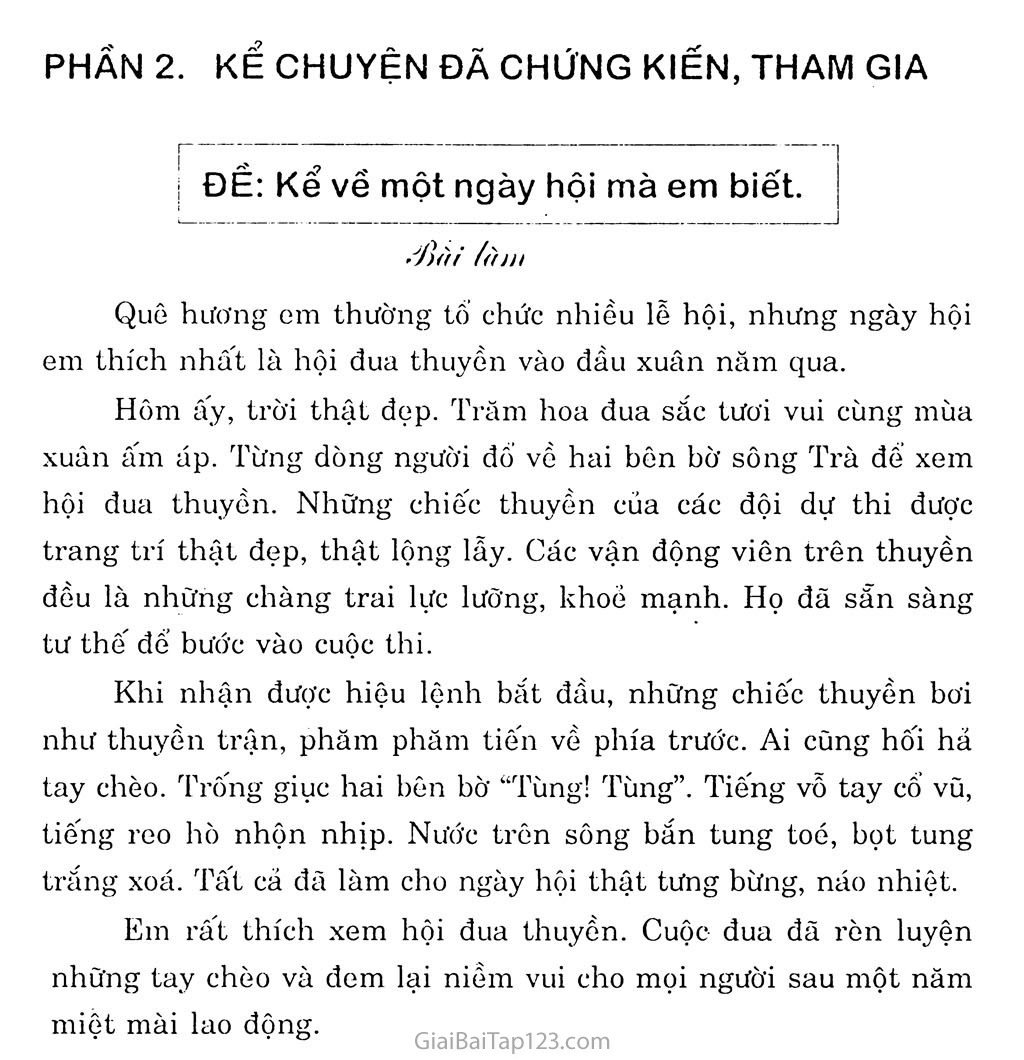 PHẦN 2. KỂ CHUYỆN ĐÃ CHỨNG KIẾN, THAM GIA
ĐỀ: Kể về một ngày hội mà em biết.
Bài làm
Quê hương em thường tổ chức nhiều lễ hội, nhưng ngày hội
em thích nhất là hội đua thuyền vào đầu xuân năm qua.
Hôm ấy, trời thật đẹp. Trăm hoa đua sắc tươi vui cùng mùa
xuân ấm áp. Từng dòng người đổ về hai bên bờ sông Trà để xem
hội đua thuyền. Những chiếc thuyền của các đội dự thi được
trang trí thật đẹp, thật lộng lẫy. Các vận động viên trên thuyền
đều là những chàng trai lực lưỡng, khoẻ mạnh. Họ đã sẵn sàng
tư thế để bước vào cuộc thi.
Khi nhận được hiệu lệnh bắt đầu, những chiếc thuyền bơi
như thuyền trận, phăm phăm tiến về phía trước. Ai cũng hối hả
tay chèo. Trống giục hai bên bờ “Tùng! Tùng”. Tiếng vỗ tay cổ vũ,
tiếng reo hò nhộn nhịp. Nước trên sông bắn tung toé, bọt tung
trắng xoá. Tất cả đã làm cho ngày hội thật tưng bừng, náo nhiệt.
Em rất thích xem hội đua thuyền. Cuộc đua đã rèn luyện
những tay chèo và đem lại niềm vui cho mọi người sau một năm
miệt mài lao động.
GiaiBaiTap123.com